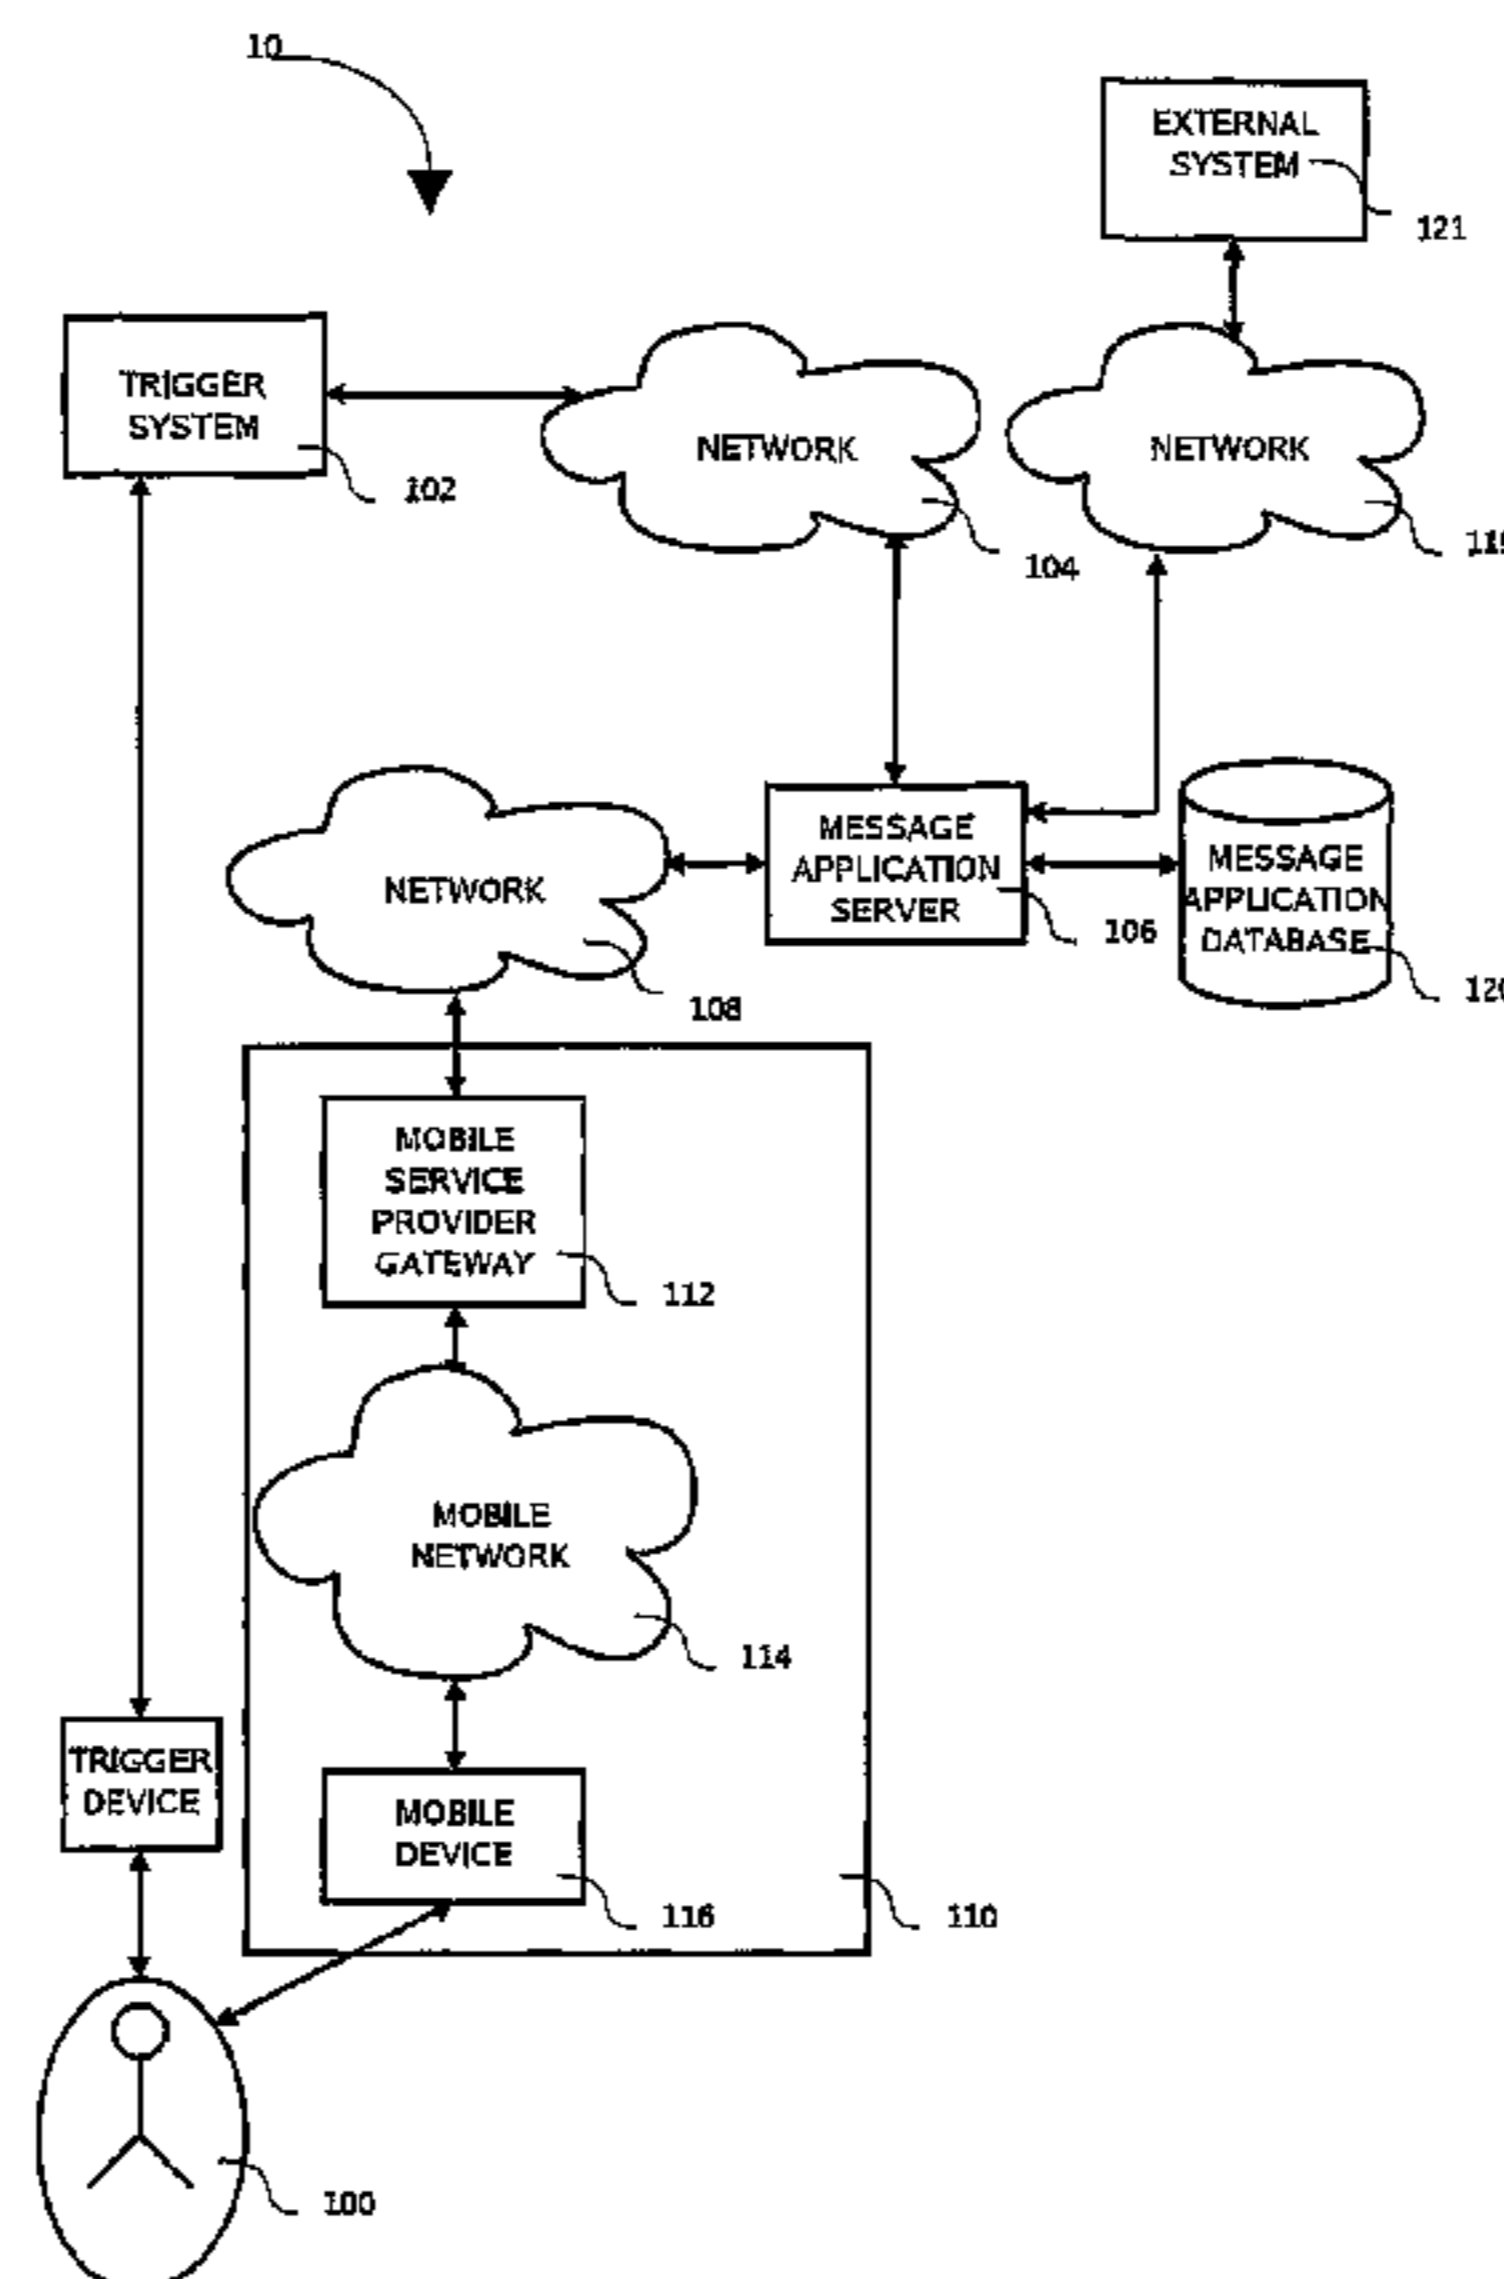 10
EXTERNAL
SYSTEM
121
TRIGGER
SYSTEM
102
NETWORK
104
NETWORK
MESSAGE
APPLICATION
SERVER
106
MESSAGE
APPLICATION
DATABASE
120
NETWORK
108
MOBILE
SERVICE
PROVIDER
GATEWAY
112
MOBILE
NETWORK
114
TRIGGER
DEVICE
MOBILE
DEVICE
116
110
100